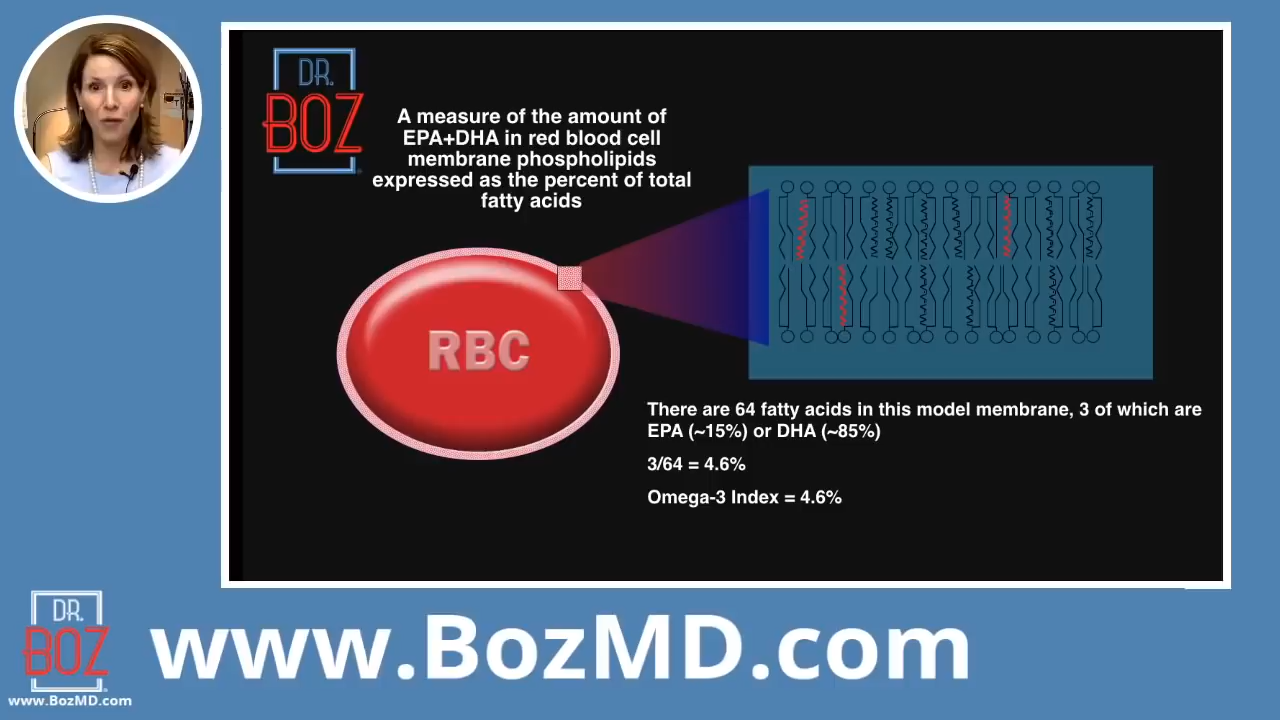 DR.
BOZ
A measure of the amount of
EPA+DHA in red blood cell
membrane phospholipids
expressed as the percent of total
fatty acids
RBC
There are 64 fatty acids in this model membrane, 3 of which are
EPA (~15%) or DHA (~85%)
3/64 = 4.6%
Omega-3 Index = 4.6%
DR.
BOZ
www.BozMD.com
www.BozMD.com